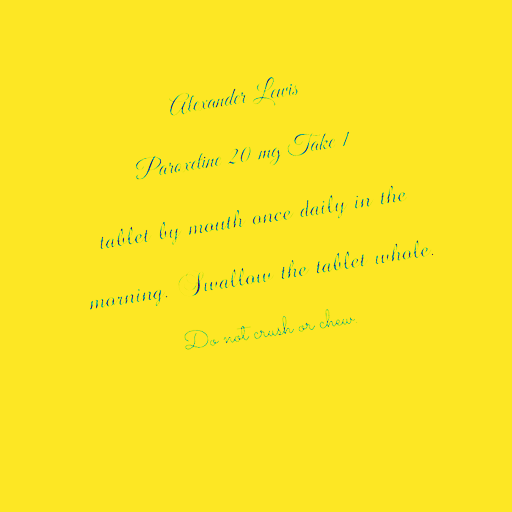 Alexander Lewis
Paroxetine 20 mg Take 1
tablet by mouth once daily in the
morning. Swallow the tablet whole.
Do not crush or chew